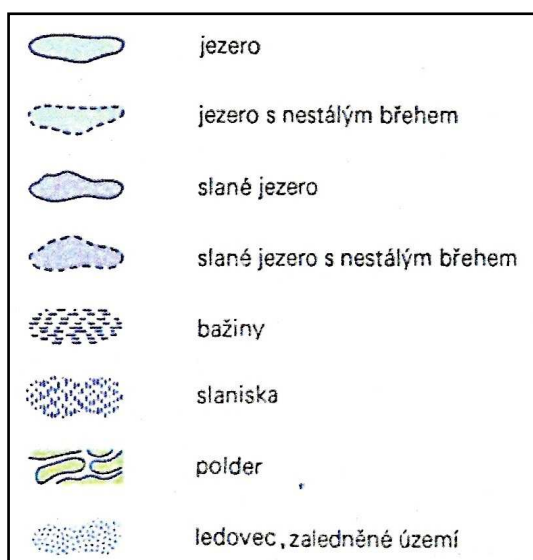 jezero
jezero s nestálým břehem
slané jezero
slané jezero s nestálým břehem
bažiny
slaniska
polder
ledovec, zaledněné území